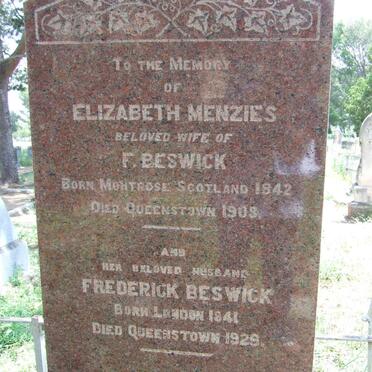 To the Memory
of
Elizabeth Menzies
beloved wife of
F. Beswick
Born Montrose Scotland 1842
Died Queenstown 1908.
and
her beloved husband
Frederick Beswick
Born London 1841
Died Queenstown 1929.